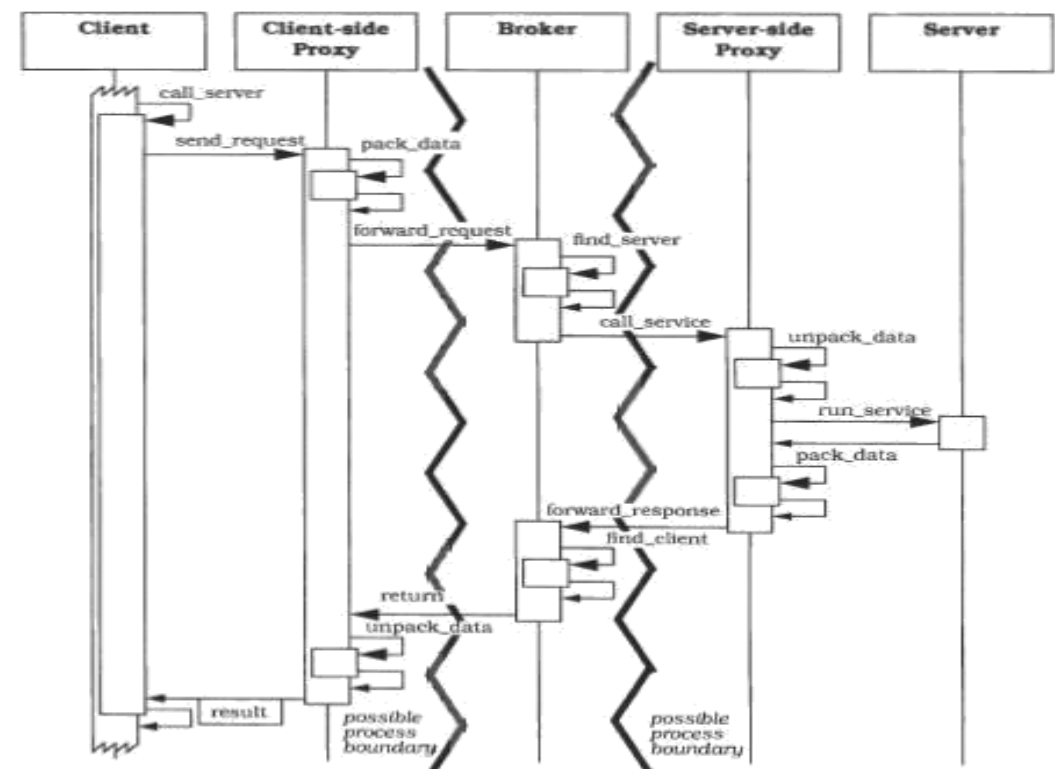 Client
Client-side
Proxy
Broker
Server-side
Proxy
Server
call_server
send_request
pack_data
forward_request
find_server
call_service
unpack_data
run_service
pack_data
forward_response
find_client
return
unpack_data
result
possible
process
boundary
possible
process
boundary